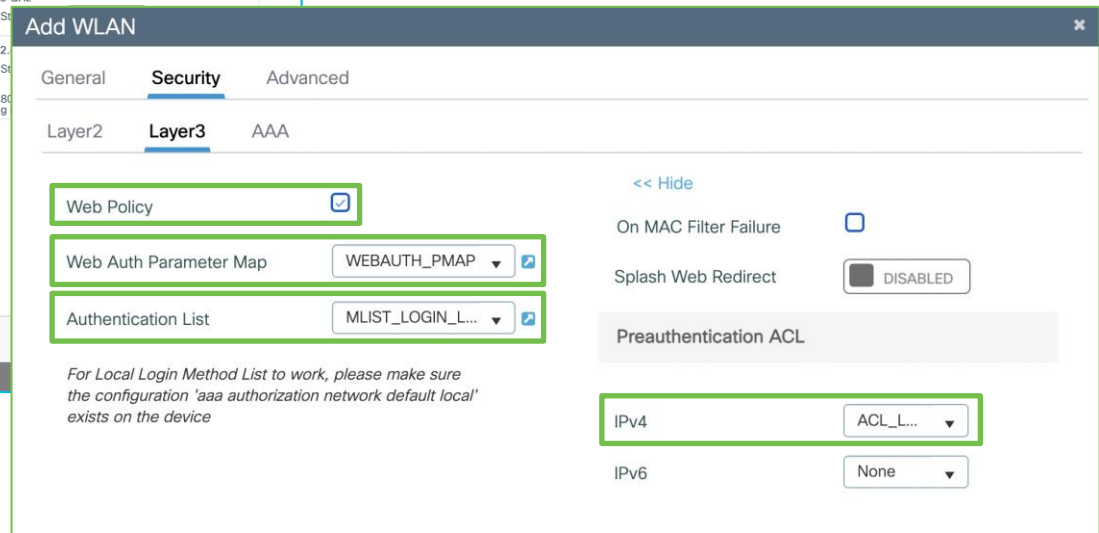 Add WLAN
General Security Advanced
Layer2 Layer3 AAA
Web Policy
Web Auth Parameter Map WEBAUTH_PMAP
Authentication List MLIST_LOGIN_L...
For Local Login Method List to work, please make sure
the configuration 'aaa authorization network default local'
exists on the device
<< Hide
On MAC Filter Failure
Splash Web Redirect DISABLED
Preauthentication ACL
IPv4 ACL_L...
IPv6 None